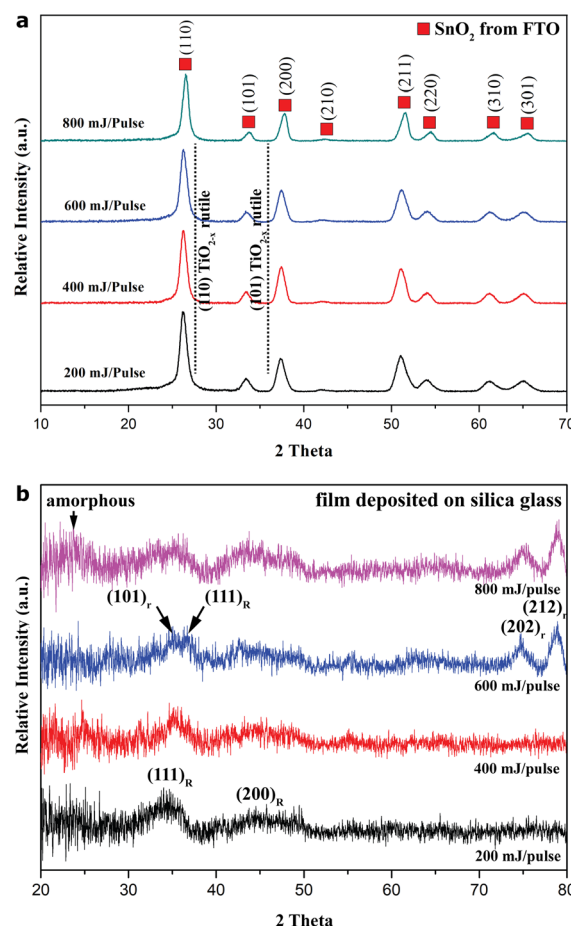 a
SnO2 from FTO
(110)
(101)
(200)
(210)
(211)
(220)
(310)
(301)
800 mJ/Pulse
600 mJ/Pulse
400 mJ/Pulse
200 mJ/Pulse
(110) TiO2-x rutile
(101) TiO2-x rutile
Relative Intensity (a.u.)
10 20 30 40 50 60 70 80
2 Theta
b
amorphous
film deposited on silica glass
800 mJ/pulse
(101)r
(111)R
(212)r
(202)r
600 mJ/pulse
400 mJ/pulse
(111)R
(200)R
200 mJ/pulse
Relative Intensity (a.u.)
20 30 40 50 60 70 80
2 Theta